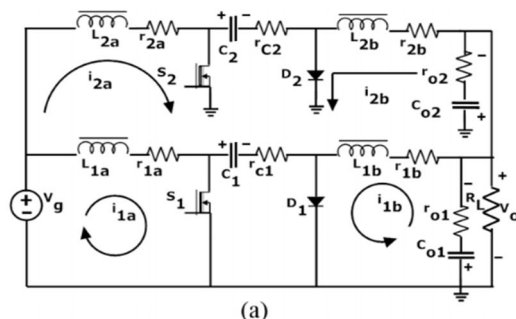 L2a r2a + - C2 rC2 L2b r2b -
i2a S2 D2 i2b ro2
Co2 +
L1a r1a + - C1 rc1 L1b r1b
+ - Vg i1a S1 D1 i1b - ro1 RL + Vo -
Co1 +
(a)